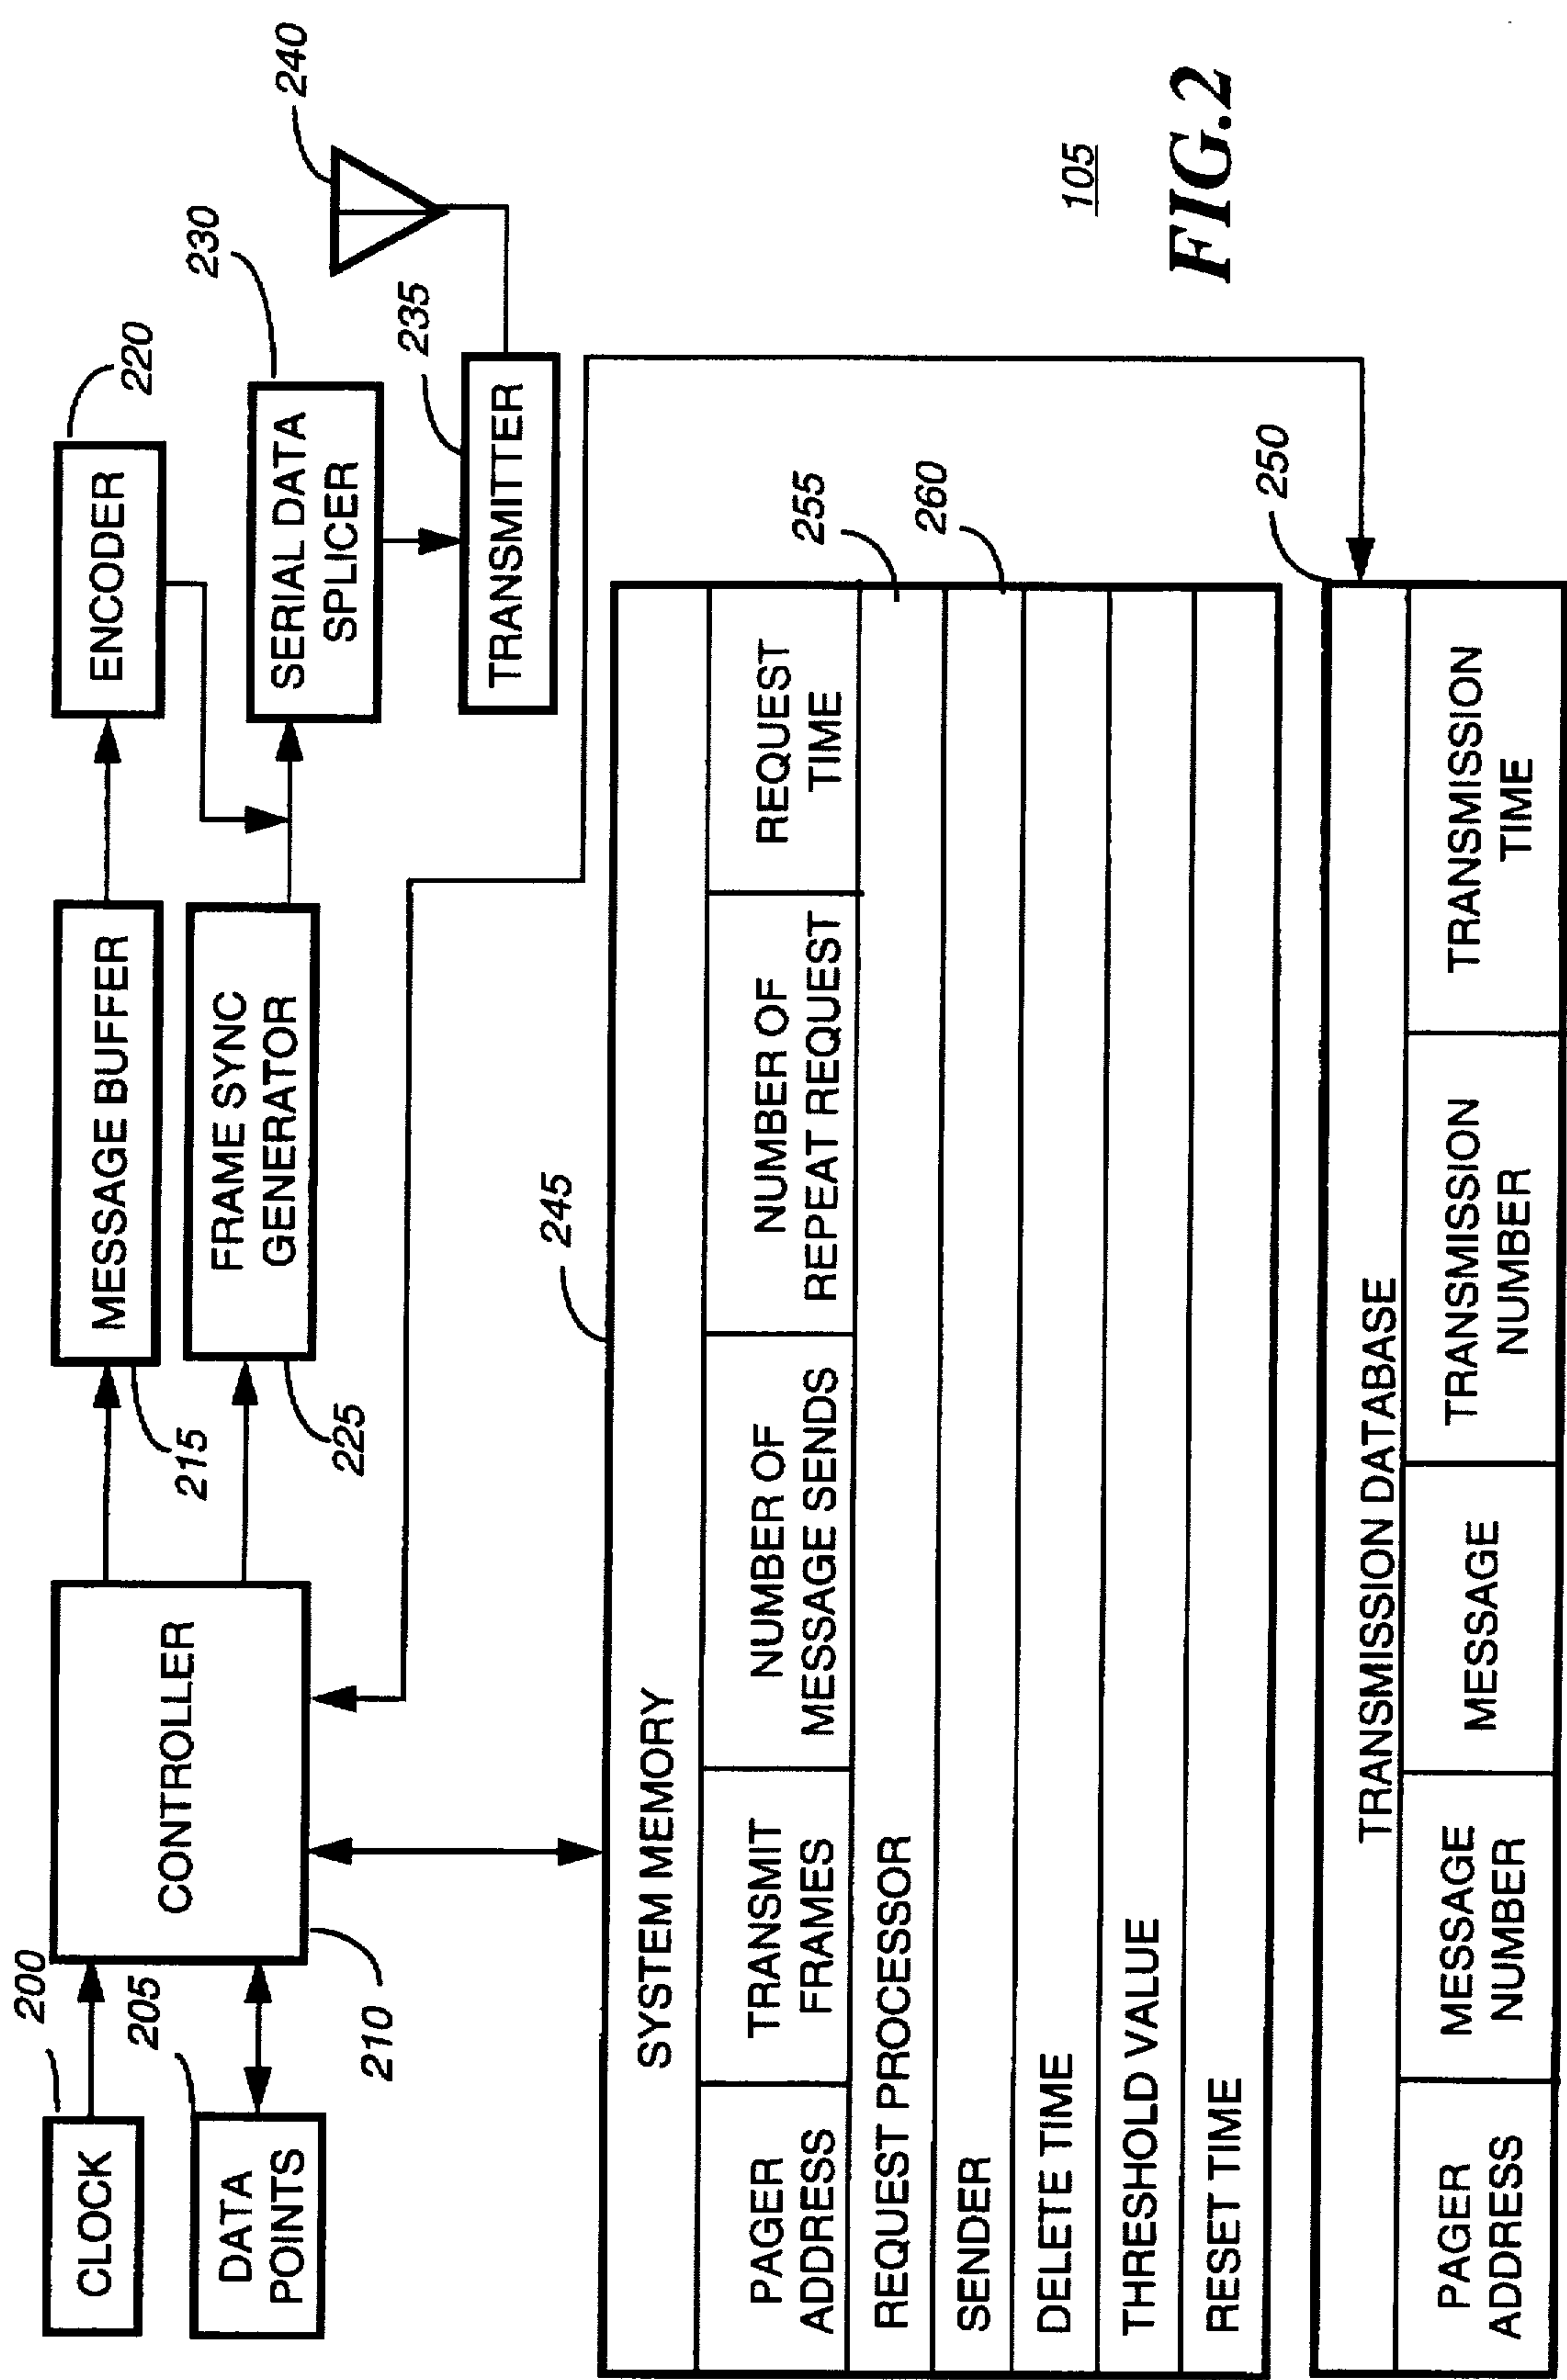 200
CLOCK
205
DATA
POINTS
CONTROLLER
210
MESSAGE BUFFER
215
FRAME SYNC
GENERATOR
225
ENCODER
220
SERIAL DATA
SPLICER
230
TRANSMITTER
235
240
245
SYSTEM MEMORY
PAGER
ADDRESS
TRANSMIT
FRAMES
NUMBER OF
MESSAGE SENDS
NUMBER OF
REPEAT REQUEST
REQUEST
TIME
REQUEST PROCESSOR
255
SENDER
260
DELETE TIME
THRESHOLD VALUE
RESET TIME
250
TRANSMISSION DATABASE
PAGER
ADDRESS
MESSAGE
NUMBER
MESSAGE
TRANSMISSION
NUMBER
TRANSMISSION
TIME
105
FIG.2